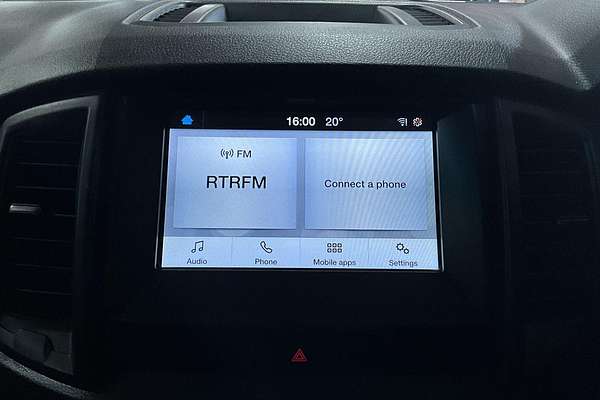 16:00 20°
FM
RTRFM
Connect a phone
Audio Phone Mobile apps Settings